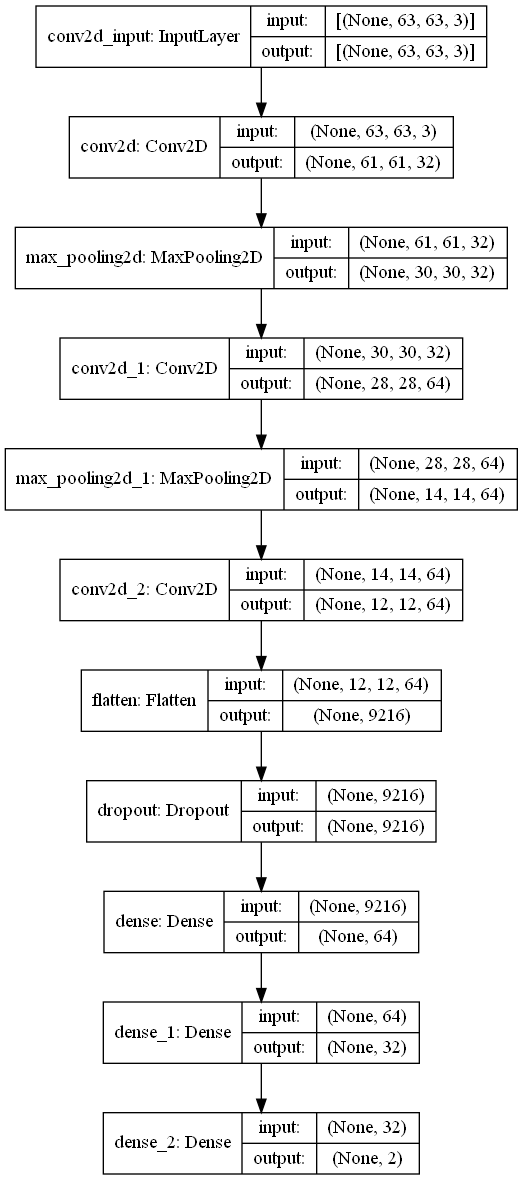 conv2d_input: InputLayer
input:
[(None, 63, 63, 3)]
output:
[(None, 63, 63, 3)]
conv2d: Conv2D
input:
(None, 63, 63, 3)
output:
(None, 61, 61, 32)
max_pooling2d: MaxPooling2D
input:
(None, 61, 61, 32)
output:
(None, 30, 30, 32)
conv2d_1: Conv2D
input:
(None, 30, 30, 32)
output:
(None, 28, 28, 64)
max_pooling2d_1: MaxPooling2D
input:
(None, 28, 28, 64)
output:
(None, 14, 14, 64)
conv2d_2: Conv2D
input:
(None, 14, 14, 64)
output:
(None, 12, 12, 64)
flatten: Flatten
input:
(None, 12, 12, 64)
output:
(None, 9216)
dropout: Dropout
input:
(None, 9216)
output:
(None, 9216)
dense: Dense
input:
(None, 9216)
output:
(None, 64)
dense_1: Dense
input:
(None, 64)
output:
(None, 32)
dense_2: Dense
input:
(None, 32)
output:
(None, 2)